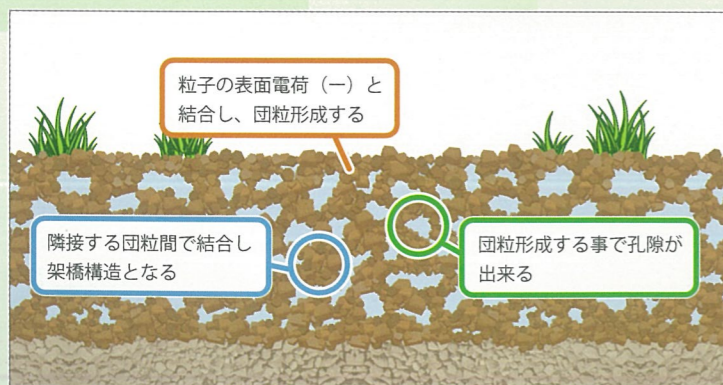 粒子の表面電荷（ー）と
結合し、団粒形成する
隣接する団粒間で結合し
架橋構造となる
団粒形成する事で孔隙が
出来る